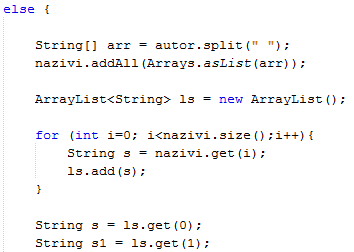 else {
String[] arr = autor.split(" ");
nazivi.addAll(Arrays.asList(arr));
ArrayList<String> ls = new ArrayList();
for (int i=0; i<nazivi.size();i++){
String s = nazivi.get(i);
ls.add(s);
}
String s = ls.get(0);
String s1 = ls.get(1);